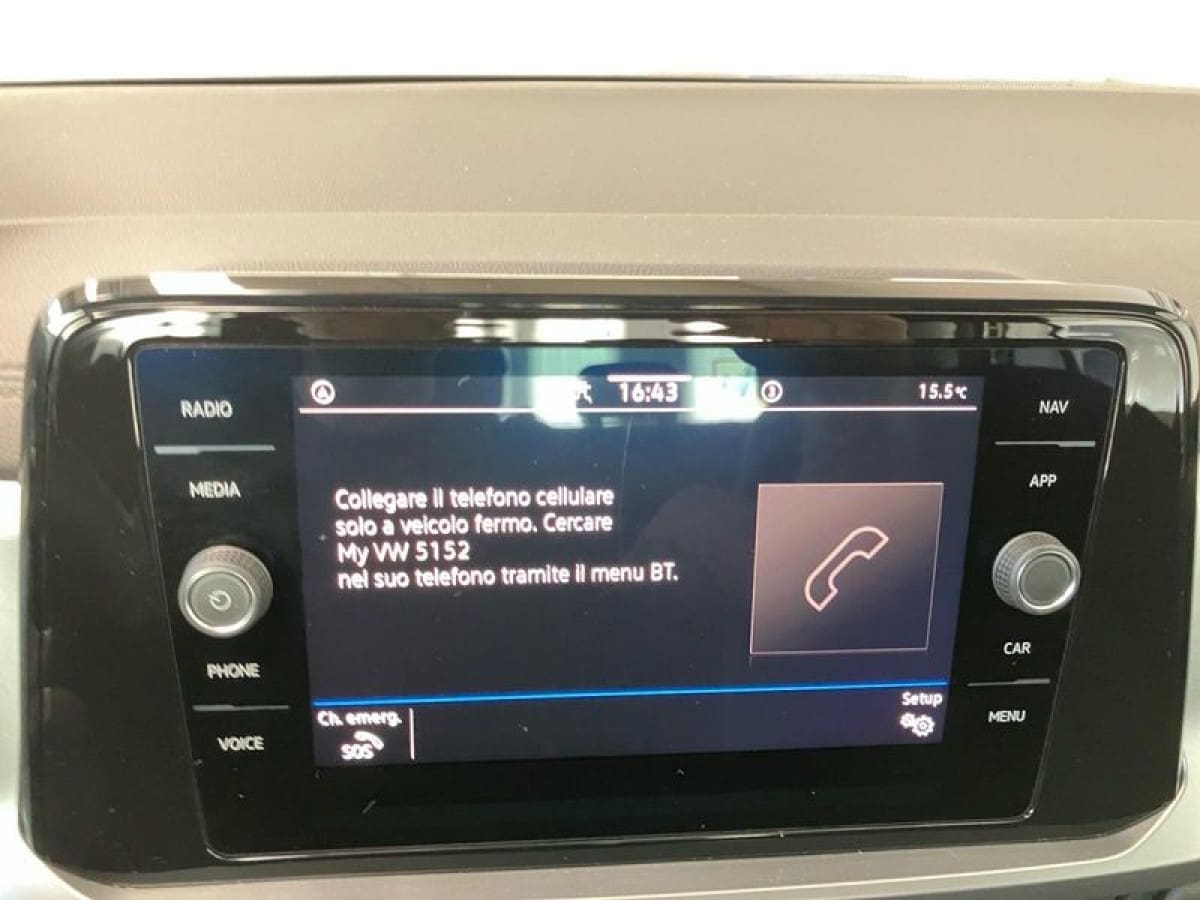 RADIO
MEDIA
PHONE
VOICE
16:43
3
15.5°C
Collegare il telefono cellulare
solo a veicolo fermo. Cercare
My VW 5152
nel suo telefono tramite il menu BT.
Ch. emerg.
SOS
Setup
NAV
APP
CAR
MENU